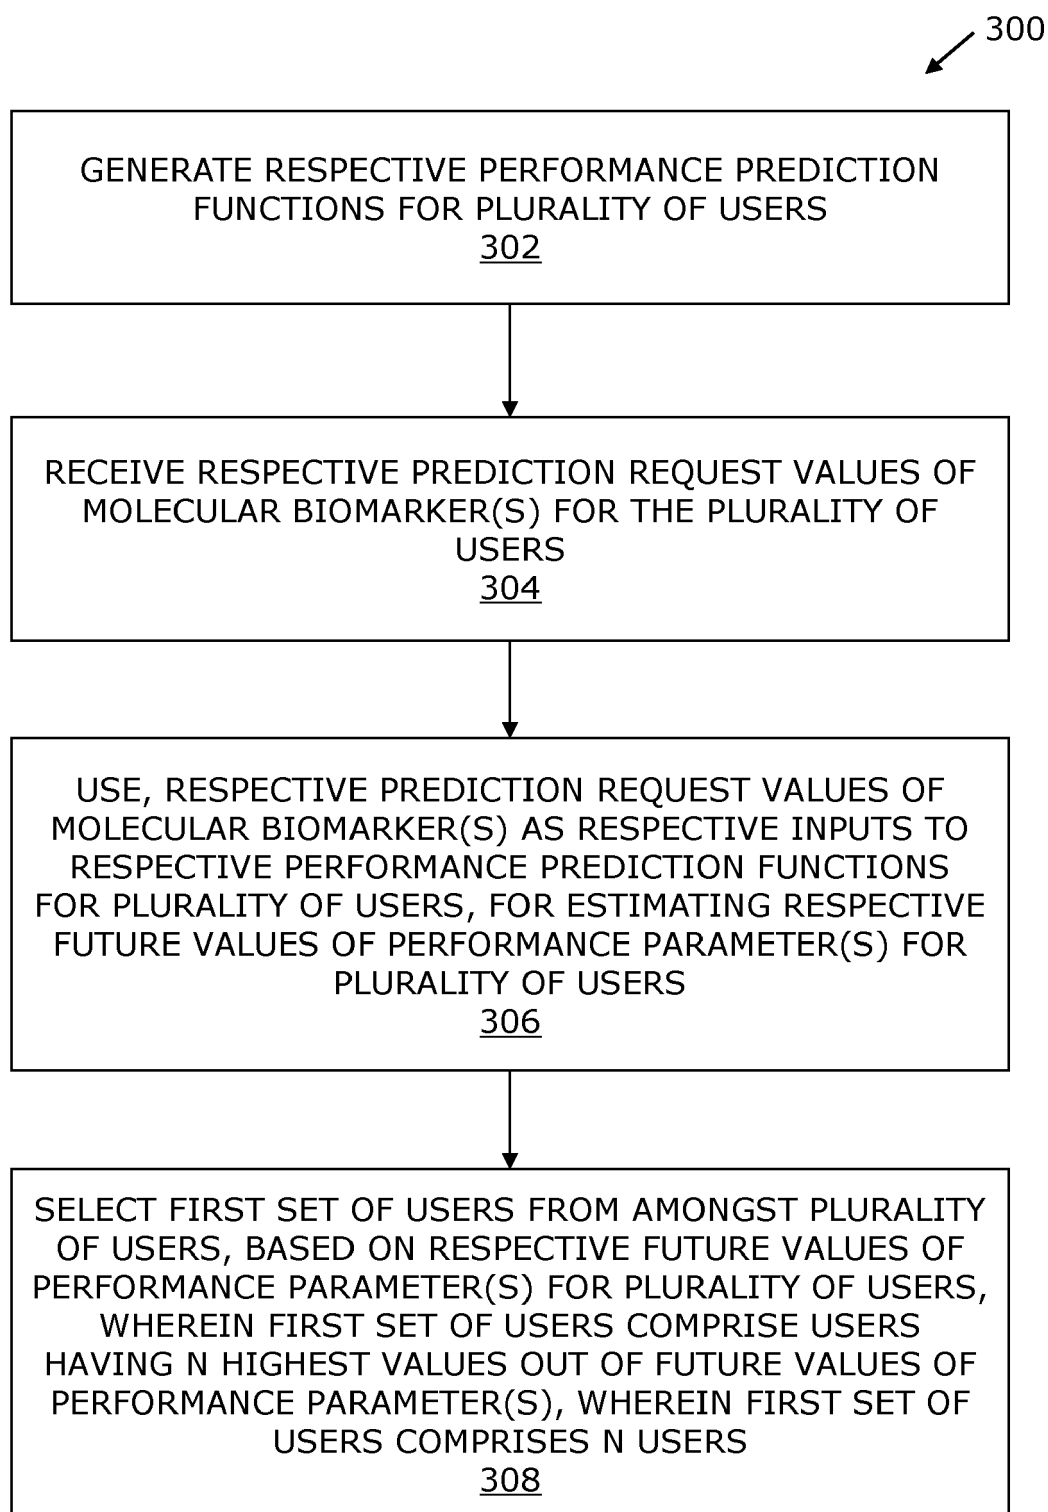 300
GENERATE RESPECTIVE PERFORMANCE PREDICTION
FUNCTIONS FOR PLURALITY OF USERS
302
RECEIVE RESPECTIVE PREDICTION REQUEST VALUES OF
MOLECULAR BIOMARKER(S) FOR THE PLURALITY OF
USERS
304
USE, RESPECTIVE PREDICTION REQUEST VALUES OF
MOLECULAR BIOMARKER(S) AS RESPECTIVE INPUTS TO
RESPECTIVE PERFORMANCE PREDICTION FUNCTIONS
FOR PLURALITY OF USERS, FOR ESTIMATING RESPECTIVE
FUTURE VALUES OF PERFORMANCE PARAMETER(S) FOR
PLURALITY OF USERS
306
SELECT FIRST SET OF USERS FROM AMONGST PLURALITY
OF USERS, BASED ON RESPECTIVE FUTURE VALUES OF
PERFORMANCE PARAMETER(S) FOR PLURALITY OF USERS,
WHEREIN FIRST SET OF USERS COMPRISE USERS
HAVING N HIGHEST VALUES OUT OF FUTURE VALUES OF
PERFORMANCE PARAMETER(S), WHEREIN FIRST SET OF
USERS COMPRISES N USERS
308